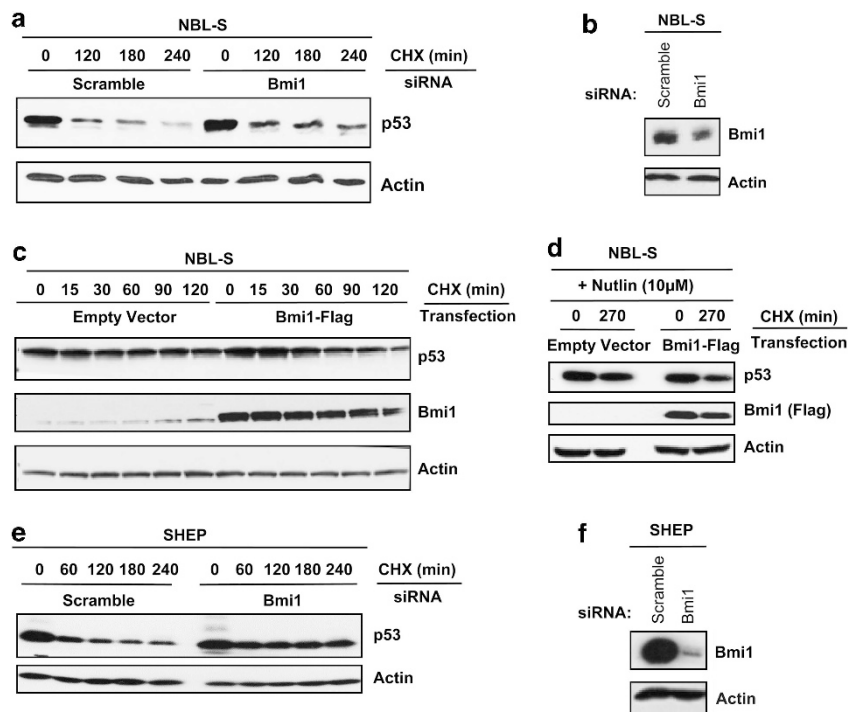 a
NBL-S
0 120 180 240 0 120 180 240 CHX (min)
Scramble Bmi1 siRNA
p53
Actin
b
NBL-S
siRNA: Scramble Bmi1
Bmi1
Actin
c
NBL-S
0 15 30 60 90 120 0 15 30 60 90 120 CHX (min)
Empty Vector Bmi1-Flag Transfection
p53
Bmi1
Actin
d
NBL-S
+ Nutlin (10µM)
0 270 0 270 CHX (min)
Empty Vector Bmi1-Flag Transfection
p53
Bmi1 (Flag)
Actin
e
SHEP
0 60 120 180 240 0 60 120 180 240 CHX (min)
Scramble Bmi1 siRNA
p53
Actin
f
SHEP
siRNA: Scramble Bmi1
Bmi1
Actin